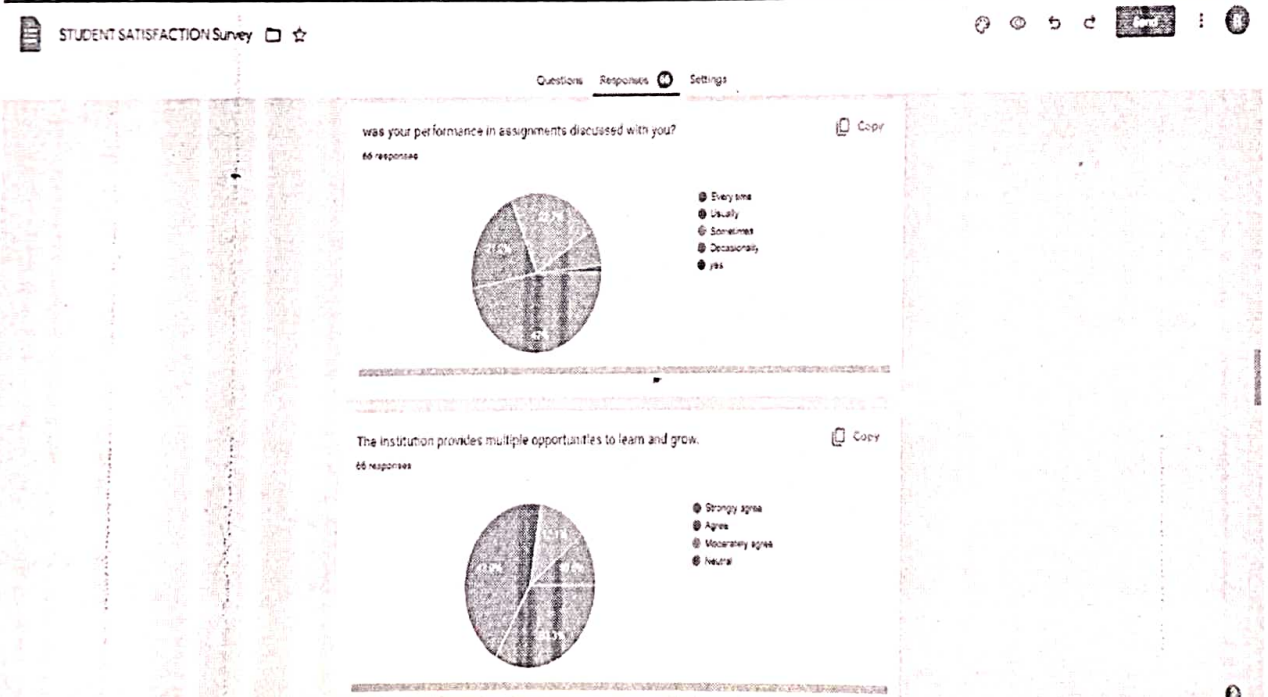 STUDENT SATISFACTION Survey
Questions Responses 66 Settings
was your performance in assignments discussed with you?
Copy
66 responses
Every time
Usually
Sometimes
Occasionally
yes
47%
The institution provides multiple opportunities to learn and grow.
Copy
66 responses
Strongly agree
Agree
Moderately agree
Neutral